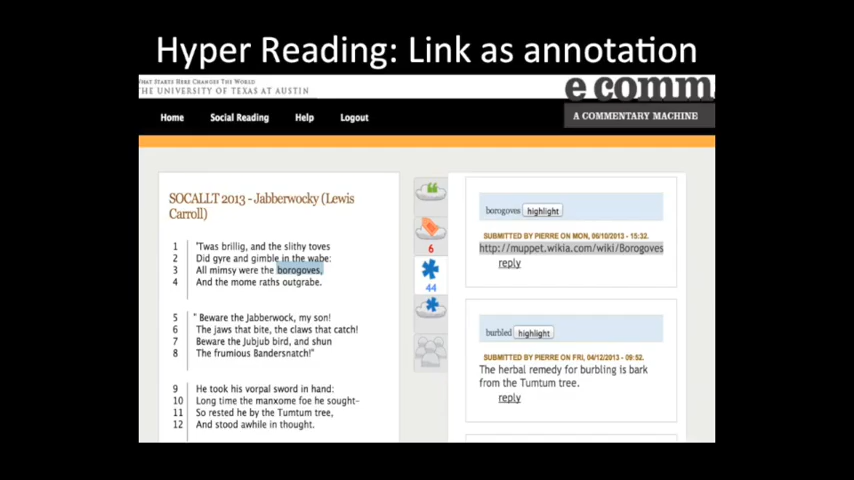 Hyper Reading: Link as annotation
WHAT STARTS HERE CHANGES THE WORLD
THE UNIVERSITY OF TEXAS AT AUSTIN
e comm
Home Social Reading Help Logout
A COMMENTARY MACHINE
SOCALLT 2013 - Jabberwocky (Lewis
Carroll)
1 "Twas brillig, and the slithy toves
2 Did gyre and gimble in the wabe:
3 All mimsy were the borogoves,
4 And the mome raths outgrabe.
5 " Beware the Jabberwock, my son!
6 The jaws that bite, the claws that catch!
7 Beware the Jubjub bird, and shun
8 The frumious Bandersnatch!"
9 He took his vorpal sword in hand:
10 Long time the manxome foe he sought-
11 So rested he by the Tumtum tree,
12 And stood awhile in thought.
6
44
borogoves highlight
SUBMITTED BY PIERRE ON MON, 06/10/2013 - 15:32.
http://muppet.wikia.com/wiki/Borogoves
reply
burbled highlight
SUBMITTED BY PIERRE ON FRI, 04/12/2013 - 09:52.
The herbal remedy for burbling is bark
from the Tumtum tree.
reply